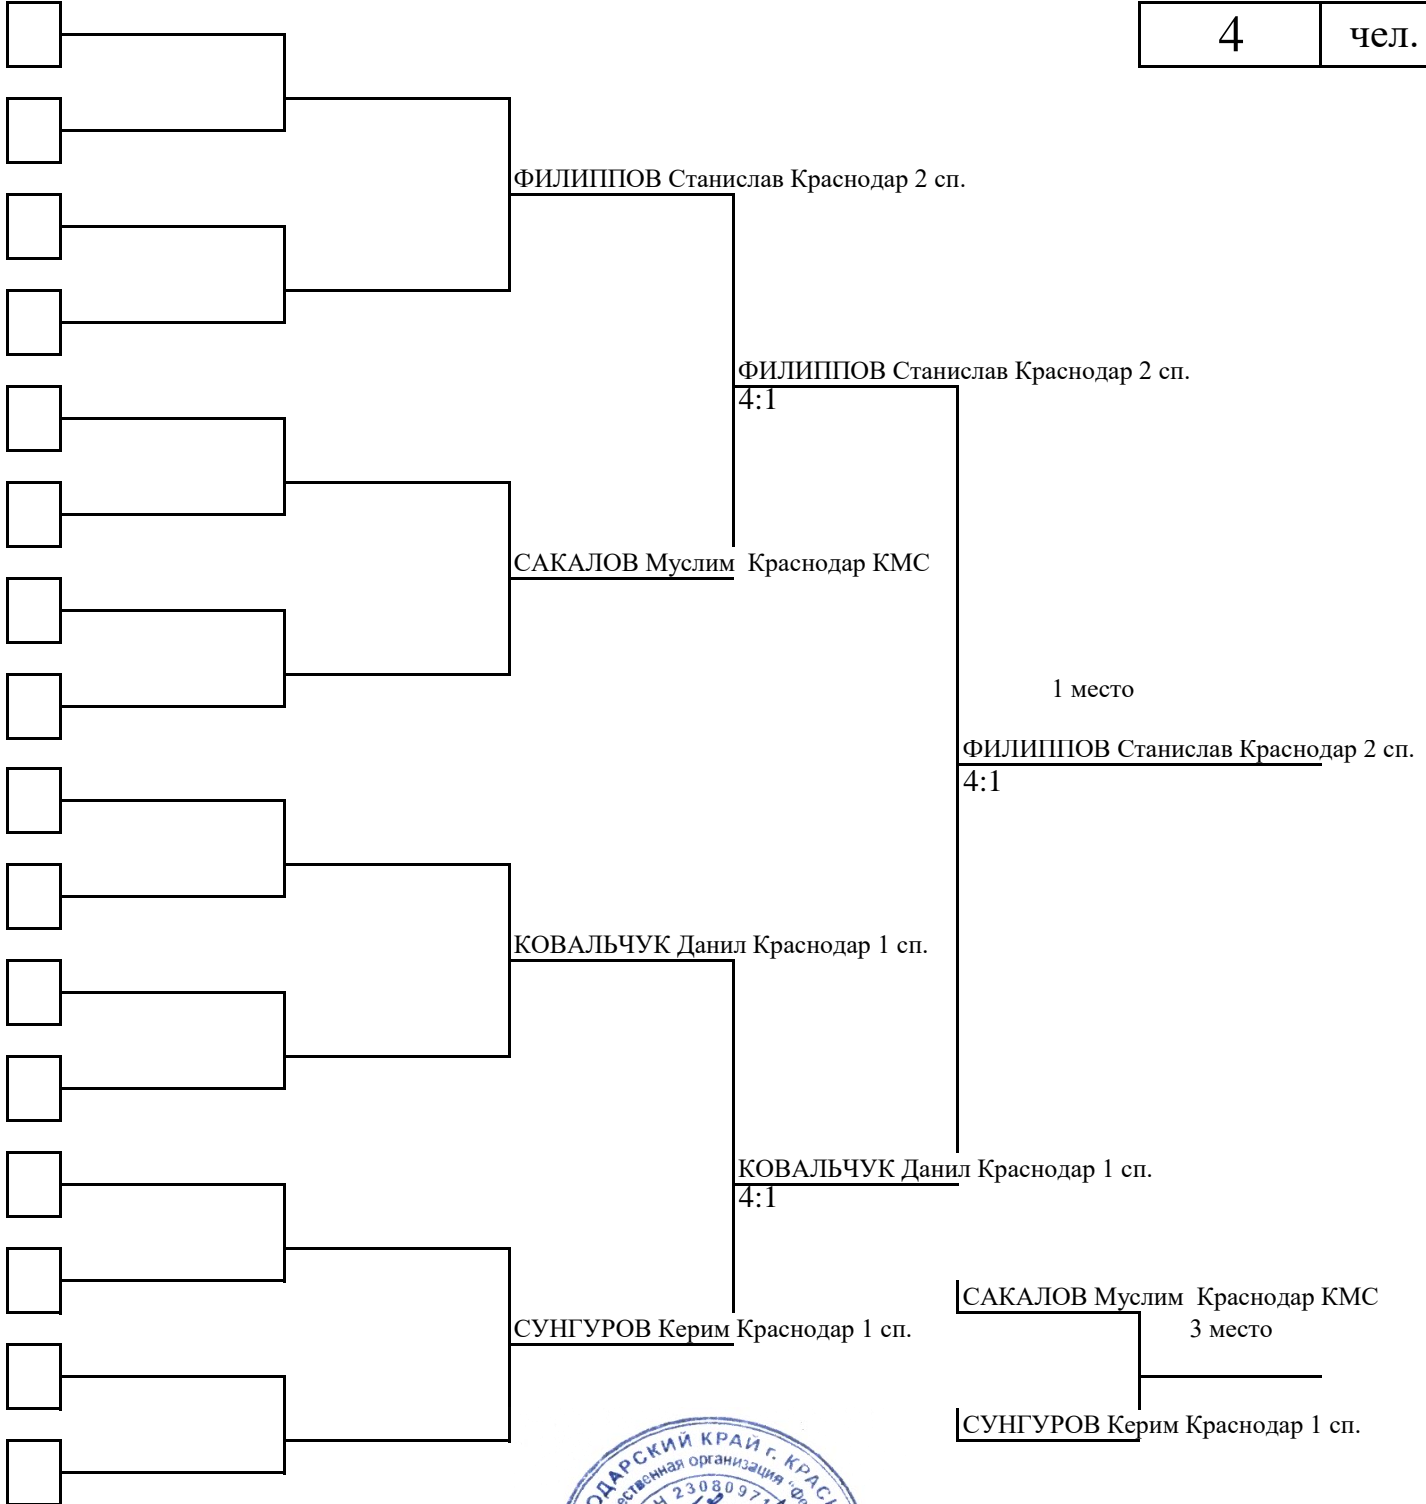 4 чел.
ФИЛИППОВ Станислав Краснодар 2 сп.
ФИЛИППОВ Станислав Краснодар 2 сп.
4:1
САКАЛОВ Муслим  Краснодар КМС
1 место
ФИЛИППОВ Станислав Краснодар 2 сп.
4:1
КОВАЛЬЧУК Данил Краснодар 1 сп.
КОВАЛЬЧУК Данил Краснодар 1 сп.
4:1
САКАЛОВ Муслим  Краснодар КМС
3 место
СУНГУРОВ Керим Краснодар 1 сп.
СУНГУРОВ Керим Краснодар 1 сп.
КРАЙ г.
организация